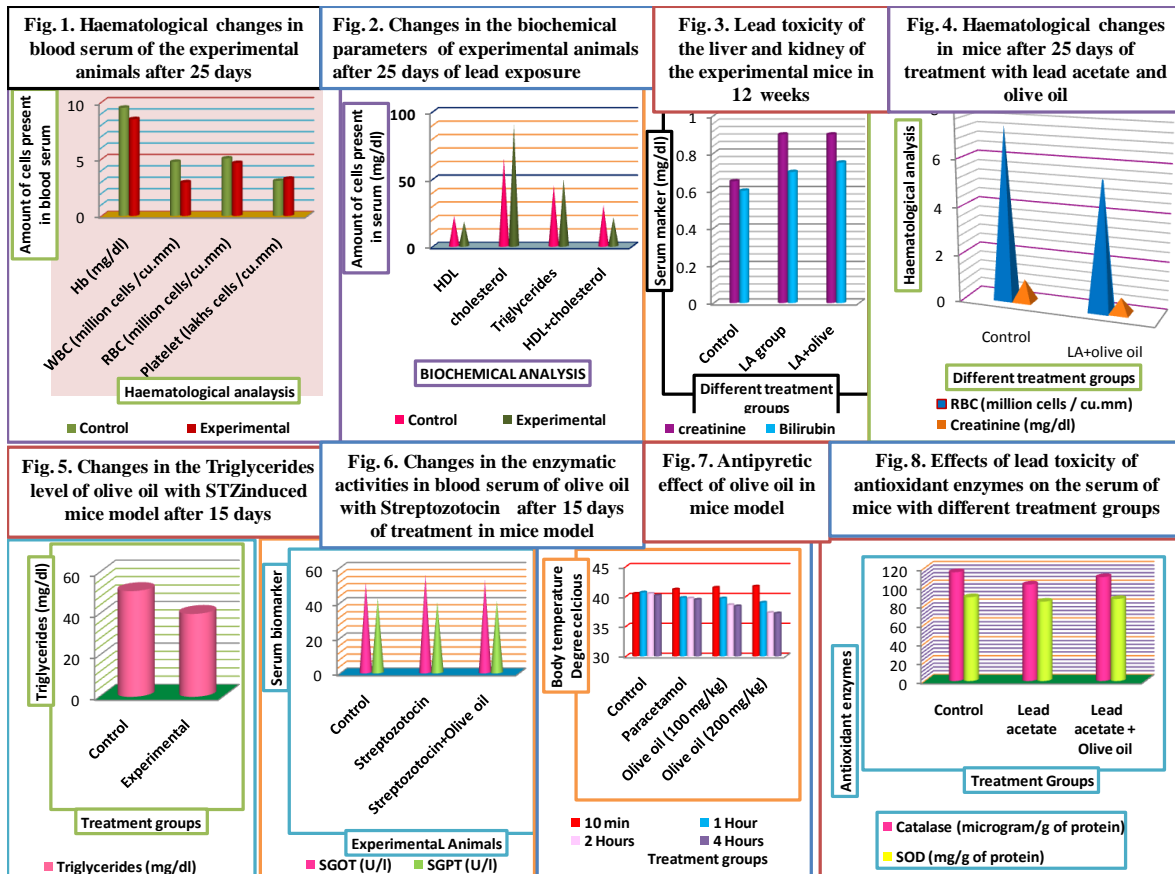 Fig. 1. Haematological changes in
blood serum of the experimental
animals after 25 days
Amount of cells present
in blood serum
10
5
0
Hb (mg/dl)
WBC (million cells /cu.mm)
RBC (million cells/cu.mm)
Platelet (lakhs cells /cu.mm)
Haematological analaysis
Control
Experimental
Fig. 2. Changes in the biochemical
parameters of experimental animals
after 25 days of lead exposure
Amount of cells present
in serum (mg/dl)
100
50
0
HDL
cholesterol
Triglycerides
HDL+cholesterol
BIOCHEMICAL ANALYSIS
Control
Experimental
Fig. 3. Lead toxicity of
the liver and kidney of
the experimental mice in
12 weeks
Serum marker (mg/dl)
1
0.8
0.6
0.4
0.2
0
Control
LA group
LA+olive
Different treatment
groups
creatinine
Bilirubin
Fig. 4. Haematological changes
in mice after 25 days of
treatment with lead acetate and
olive oil
Haematological analysis
8
6
4
2
0
Control
LA+olive oil
Different treatment groups
RBC (million cells / cu.mm)
Creatinine (mg/dl)
Fig. 5. Changes in the Triglycerides
level of olive oil with STZinduced
mice model after 15 days
Triglycerides (mg/dl)
60
40
20
0
Control
Experimental
Treatment groups
Triglycerides (mg/dl)
Fig. 6. Changes in the enzymatic
activities in blood serum of olive oil
with Streptozotocin after 15 days
of treatment in mice model
Serum biomarker
60
40
20
0
Control
Streptozotocin
Streptozotocin+Olive oil
ExperimentaL Animals
SGOT (U/l)
SGPT (U/l)
Fig. 7. Antipyretic
effect of olive oil in
mice model
Body temperature
Degree celcious
45
40
35
30
Control
Paracetamol
Olive oil (100 mg/kg)
Olive oil (200 mg/kg)
10 min
1 Hour
2 Hours
4 Hours
Treatment groups
Fig. 8. Effects of lead toxicity of
antioxidant enzymes on the serum of
mice with different treatment groups
Antioxidant enzymes
120
100
80
60
40
20
0
Control
Lead
acetate
Lead
acetate +
Olive oil
Treatment Groups
Catalase (microgram/g of protein)
SOD (mg/g of protein)